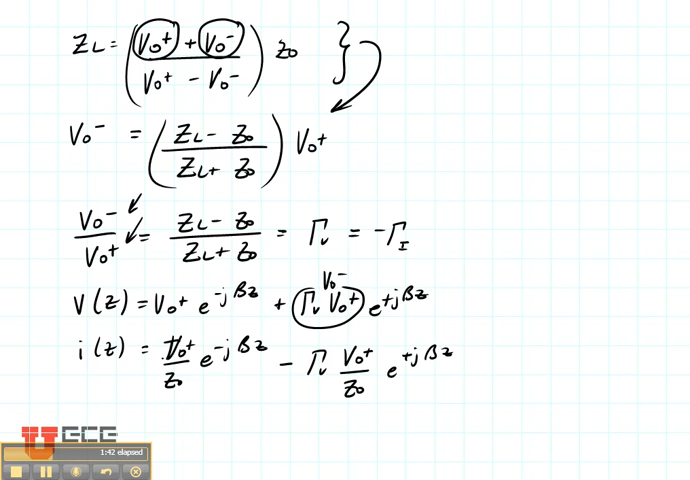 ZL = ((V0+ + V0-) / (V0+ - V0-)) Z0
V0- = ((ZL - Z0) / (ZL + Z0)) V0+
V0- / V0+ = (ZL - Z0) / (ZL + Z0) = Γv = -ΓI
V0-
V(z) = V0+ e^-jβz + Γv V0+ e^+jβz
i(z) = V0+/Z0 e^-jβz - Γv V0+/Z0 e^+jβz
U ECE
1:42 elapsed